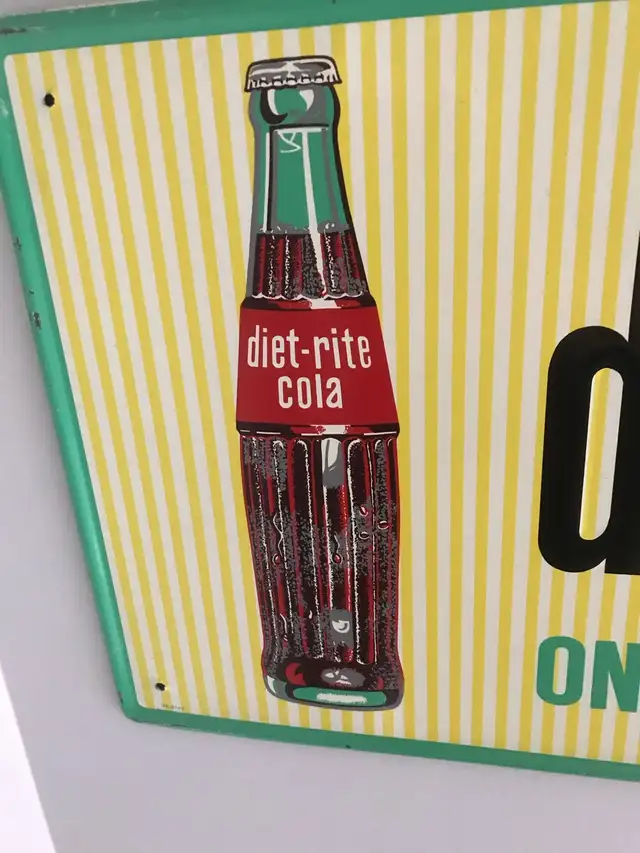 diet-rite
cola
d
ON